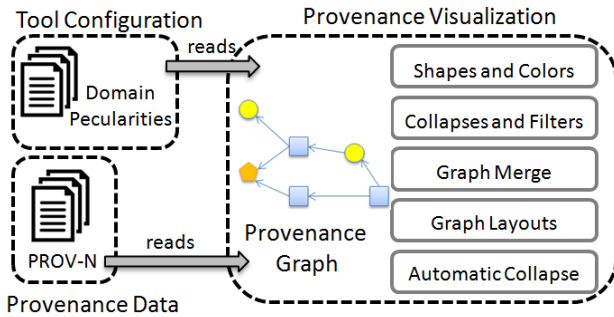 Tool Configuration
Provenance Visualization
reads
Domain
Pecularities
Shapes and Colors
Collapses and Filters
Graph Merge
Graph Layouts
Automatic Collapse
Provenance
Graph
PROV-N
reads
Provenance Data